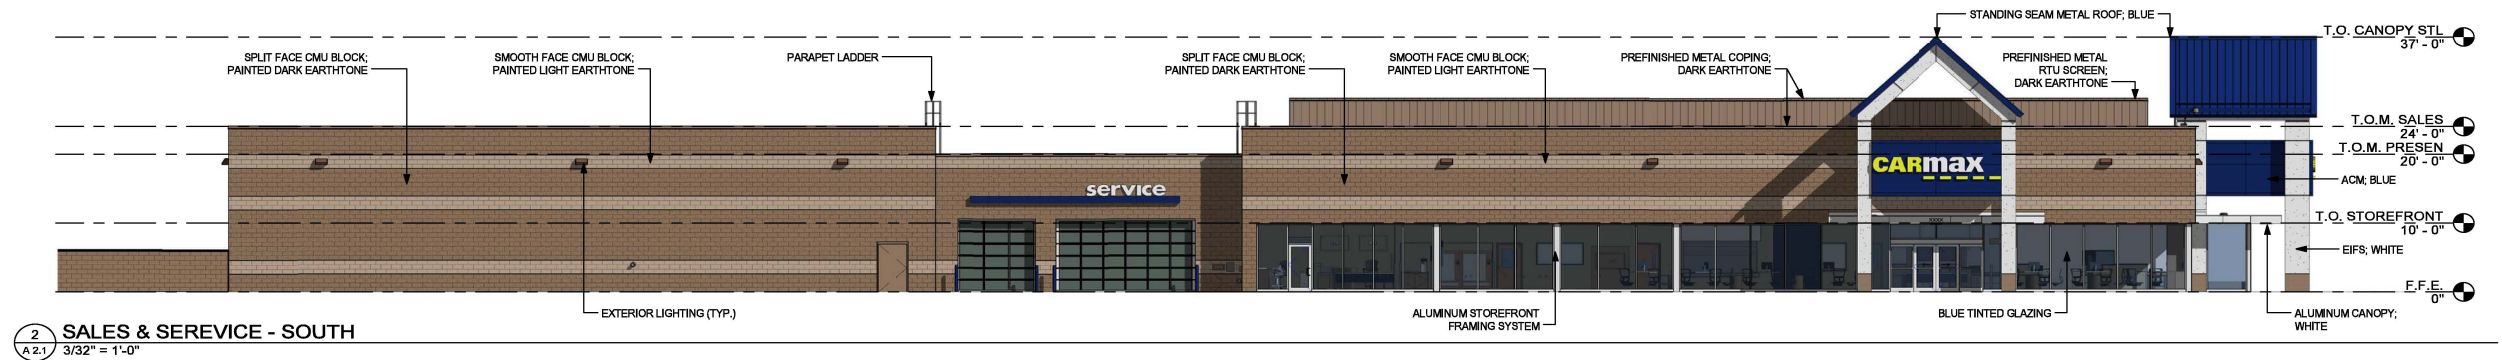 STANDING SEAM METAL ROOF; BLUE
T.O. CANOPY STL
37' - 0"
SPLIT FACE CMU BLOCK;
PAINTED DARK EARTHTONE
SMOOTH FACE CMU BLOCK;
PAINTED LIGHT EARTHTONE
PARAPET LADDER
SPLIT FACE CMU BLOCK;
PAINTED DARK EARTHTONE
SMOOTH FACE CMU BLOCK;
PAINTED LIGHT EARTHTONE
PREFINISHED METAL COPING;
DARK EARTHTONE
PREFINISHED METAL
RTU SCREEN;
DARK EARTHTONE
T.O.M. SALES
24' - 0"
T.O.M. PRESEN
20' - 0"
CARMAX
service
ACM; BLUE
T.O. STOREFRONT
10' - 0"
XXXX
EIFS; WHITE
F.F.E.
0"
EXTERIOR LIGHTING (TYP.)
ALUMINUM STOREFRONT
FRAMING SYSTEM
BLUE TINTED GLAZING
ALUMINUM CANOPY;
WHITE
2
A 2.1
SALES & SEREVICE - SOUTH
3/32" = 1'-0"